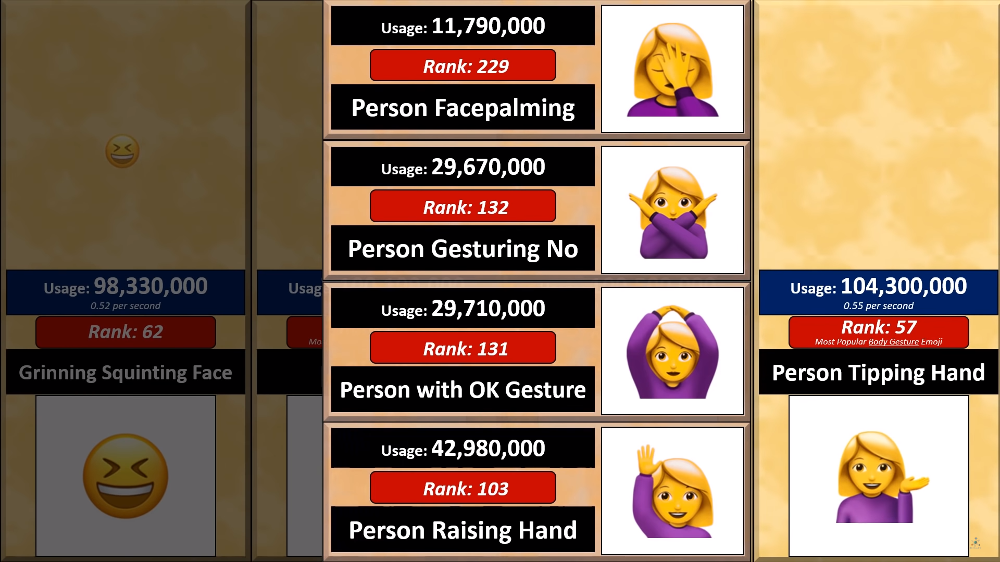 Usage: 98,330,000
0.52 per second
Rank: 62
Grinning Squinting Face
Usage: 11,790,000
Rank: 229
Person Facepalming
Usage: 29,670,000
Rank: 132
Person Gesturing No
Usage: 29,710,000
Rank: 131
Person with OK Gesture
Usage: 42,980,000
Rank: 103
Person Raising Hand
Usage: 104,300,000
0.55 per second
Rank: 57
Most Popular Body Gesture Emoji
Person Tipping Hand